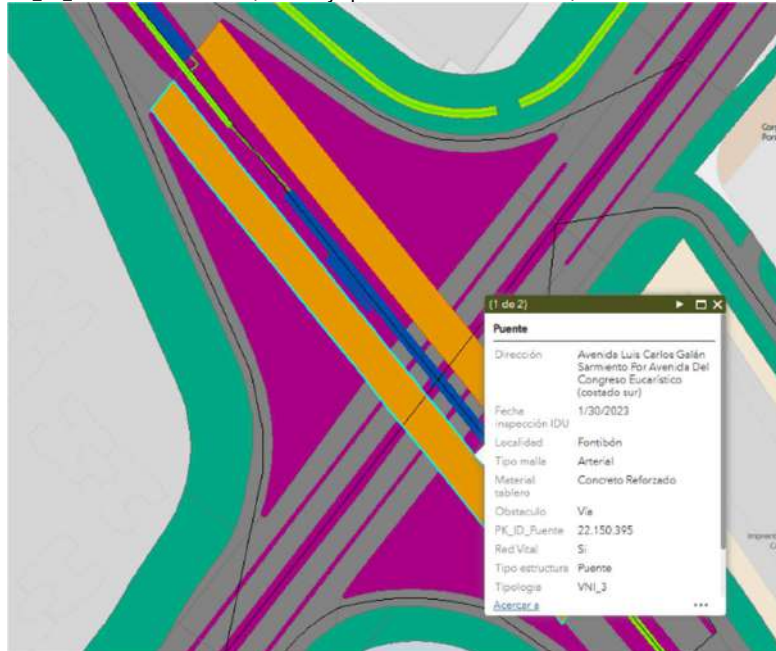 (1 de 2)
Puente
Dirección
Avenida Luis Carlos Galán
Sarmiento Por Avenida Del
Congreso Eucarístico
(costado sur)
Fecha
inspección IDU
1/30/2023
Localidad
Fontibón
Tipo malla
Arterial
Material
tablero
Concreto Reforzado
Obstaculo
Vía
PK_ID_Puente
22.150.395
Red Vital
Si
Tipo estructura
Puente
Tipologia
VNI_3
Acercar a